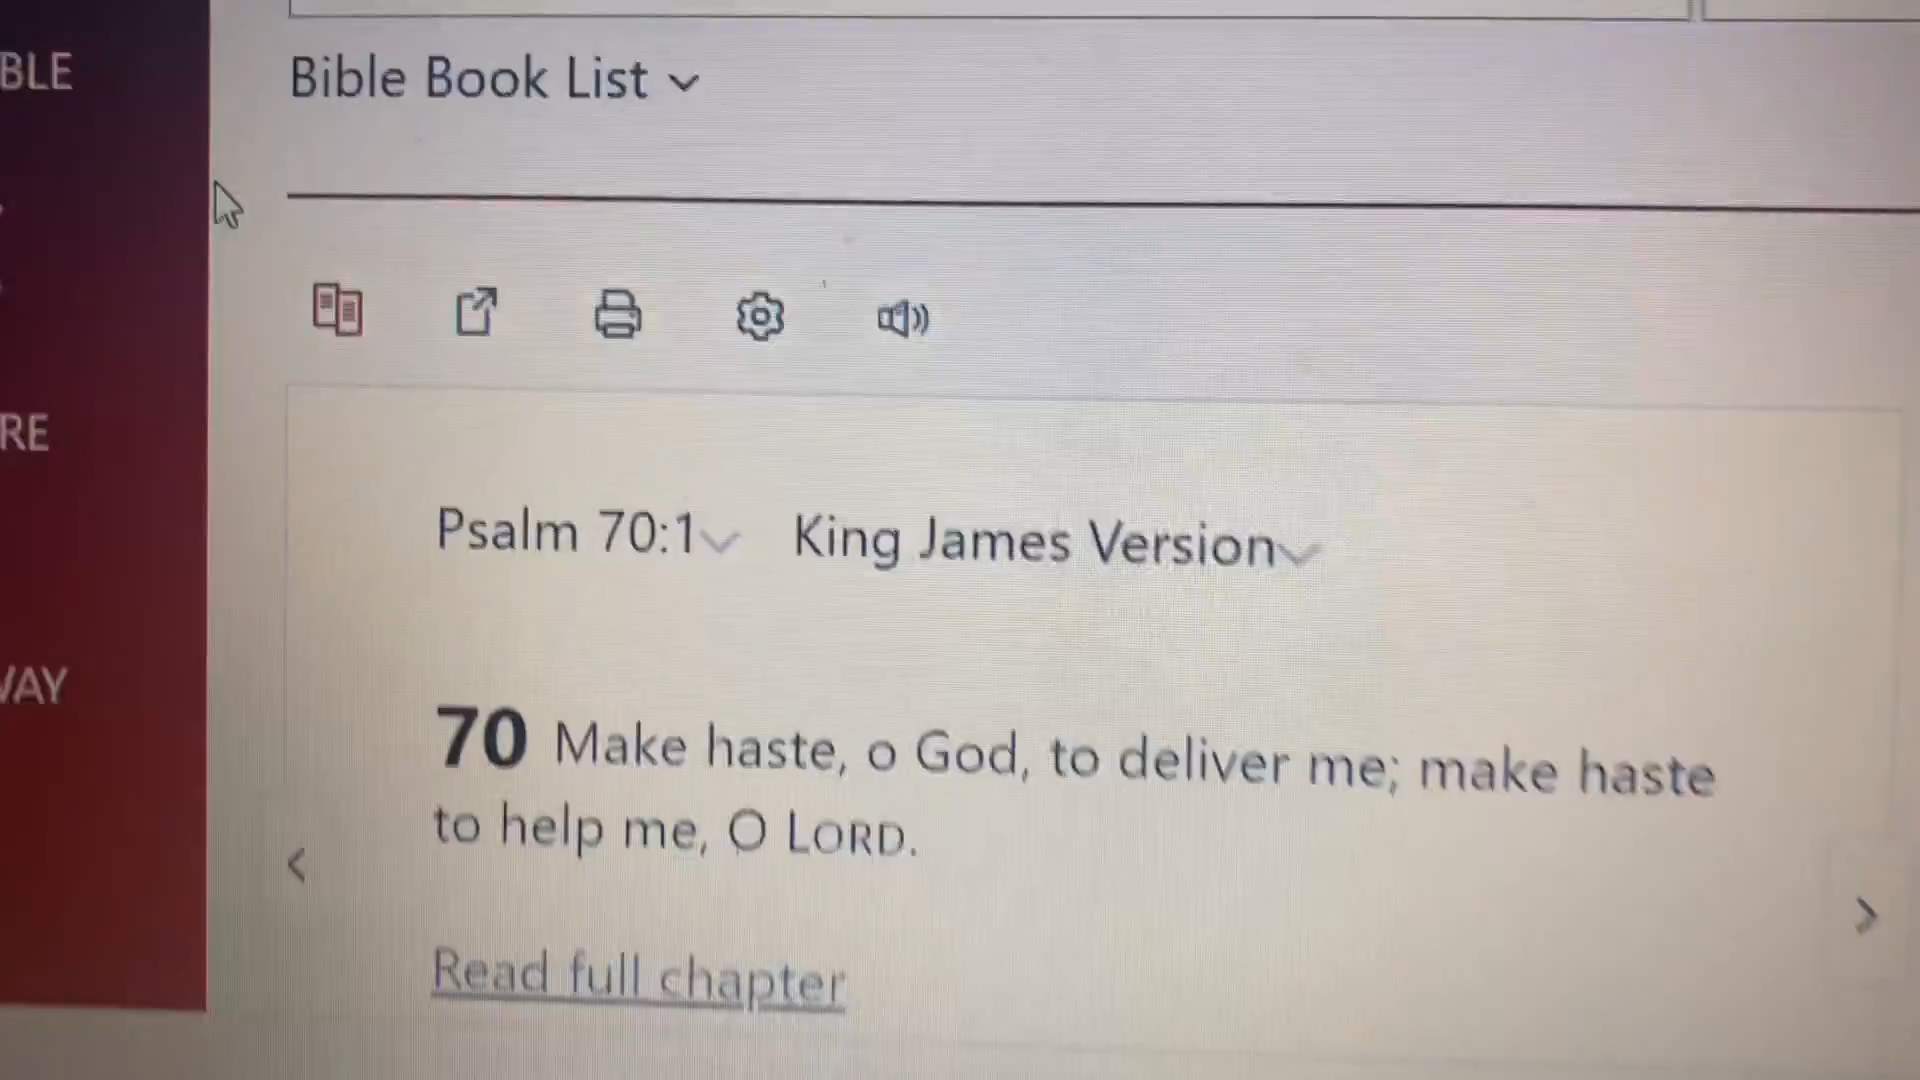 BLE
Bible Book List
RE
Psalm 70:1 King James Version
WAY
70 Make haste, o God, to deliver me; make haste
to help me, O LORD.
Read full chapter